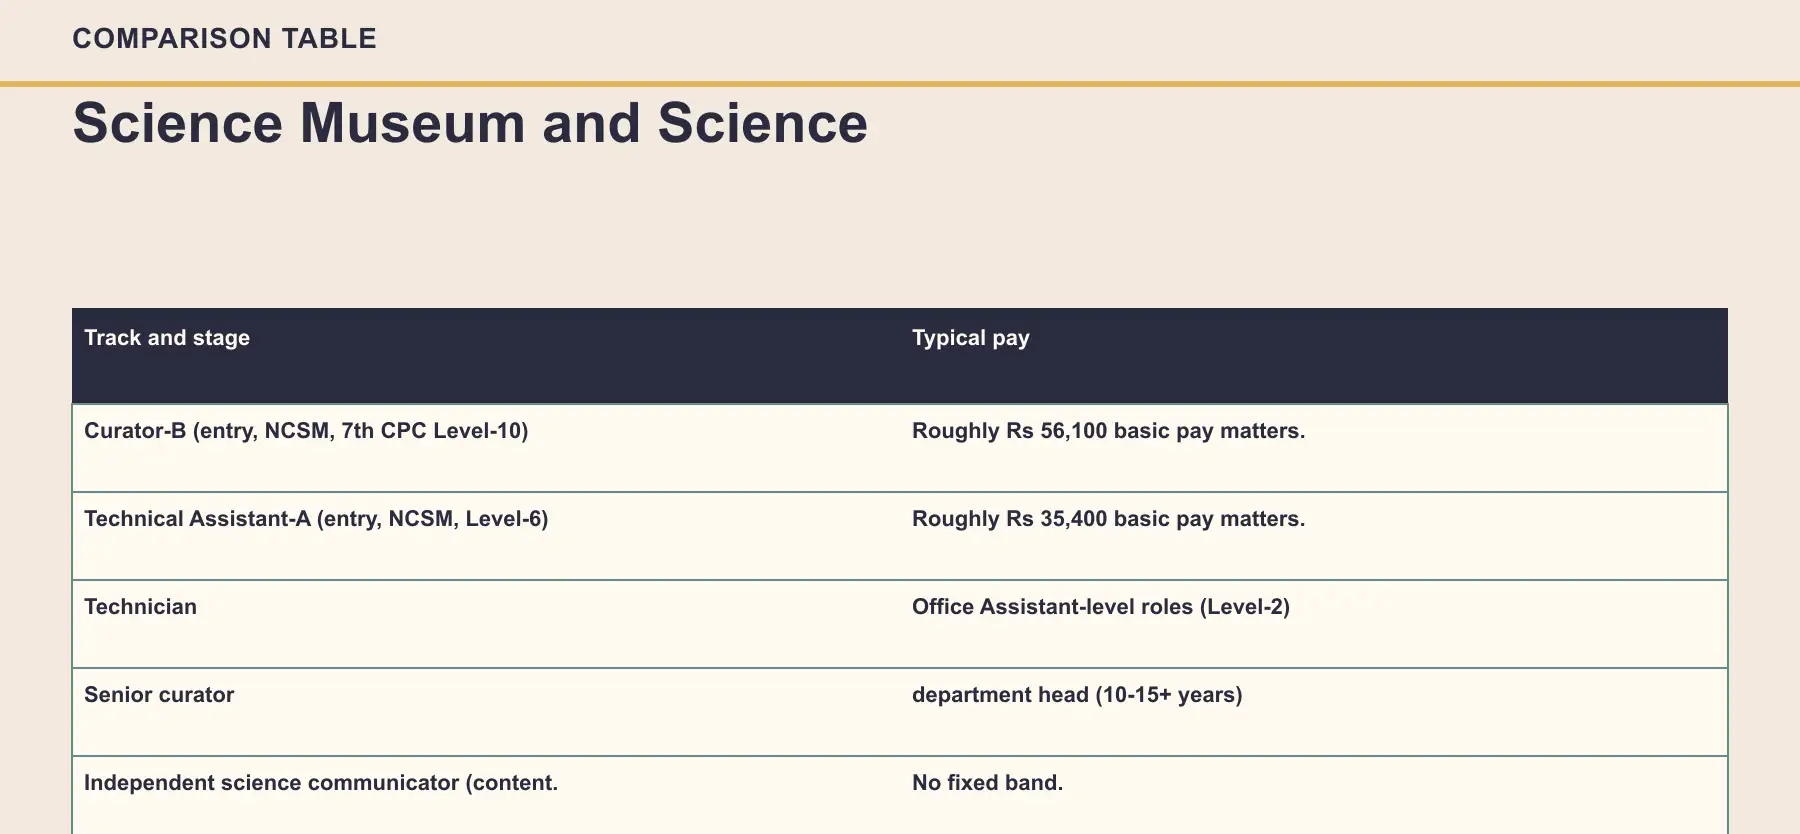 COMPARISON TABLE
Science Museum and Science
Track and stage Typical pay
Curator-B (entry, NCSM, 7th CPC Level-10) Roughly Rs 56,100 basic pay matters.
Technical Assistant-A (entry, NCSM, Level-6) Roughly Rs 35,400 basic pay matters.
Technician Office Assistant-level roles (Level-2)
Senior curator department head (10-15+ years)
Independent science communicator (content. No fixed band.